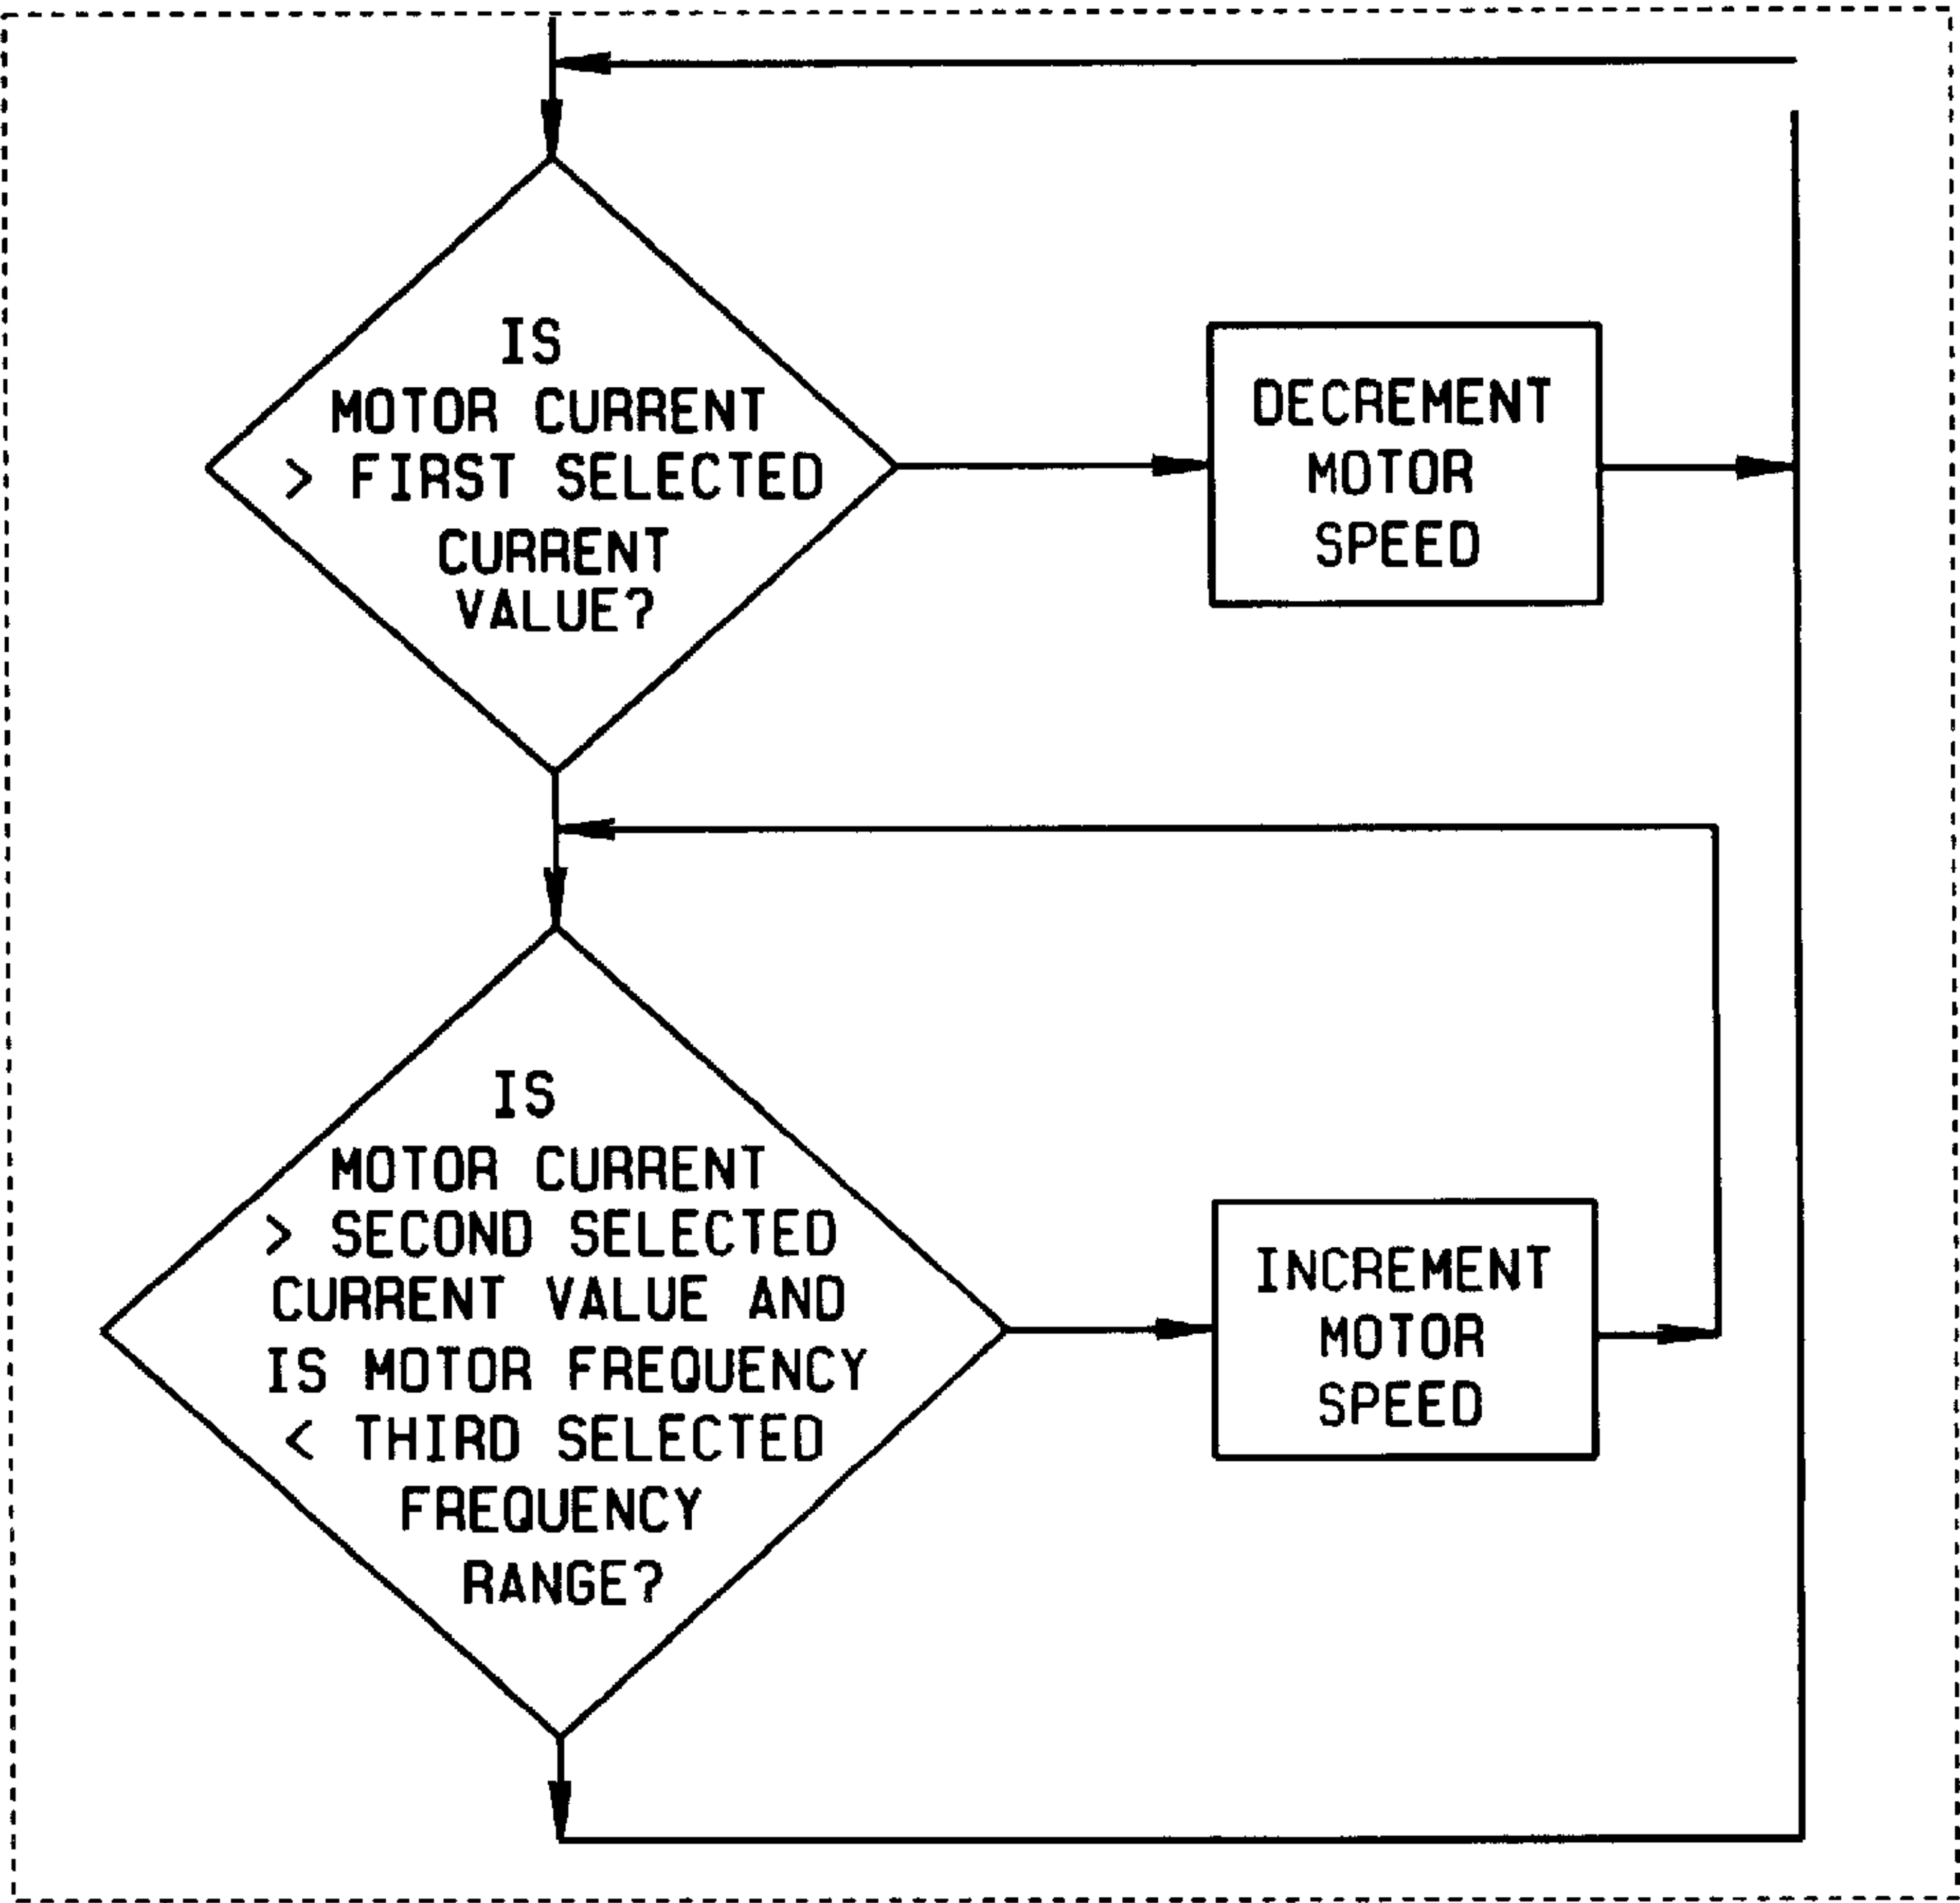 IS
MOTOR CURRENT
> FIRST SELECTED
CURRENT
VALUE?
DECREMENT
MOTOR
SPEED
IS
MOTOR CURRENT
> SECOND SELECTED
CURRENT VALUE AND
IS MOTOR FREQUENCY
< THIRD SELECTED
FREQUENCY
RANGE?
INCREMENT
MOTOR
SPEED